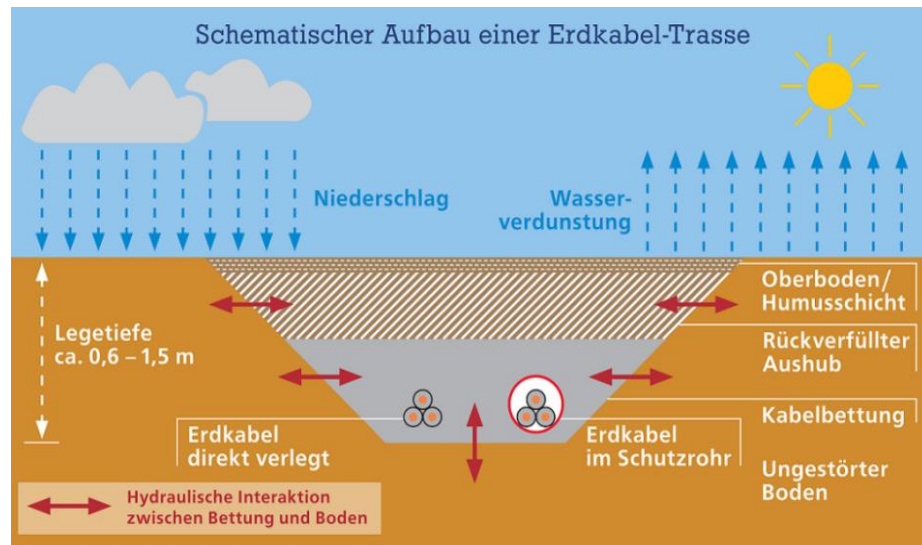 Schematischer Aufbau einer Erdkabel-Trasse
Niederschlag
Wasser-
verdunstung
Legetiefe
ca. 0,6 – 1,5 m
Oberboden/
Humusschicht
Rückverfüllter
Aushub
Kabelbettung
Ungestörter
Boden
Erdkabel
direkt verlegt
Erdkabel
im Schutzrohr
Hydraulische Interaktion
zwischen Bettung und Boden